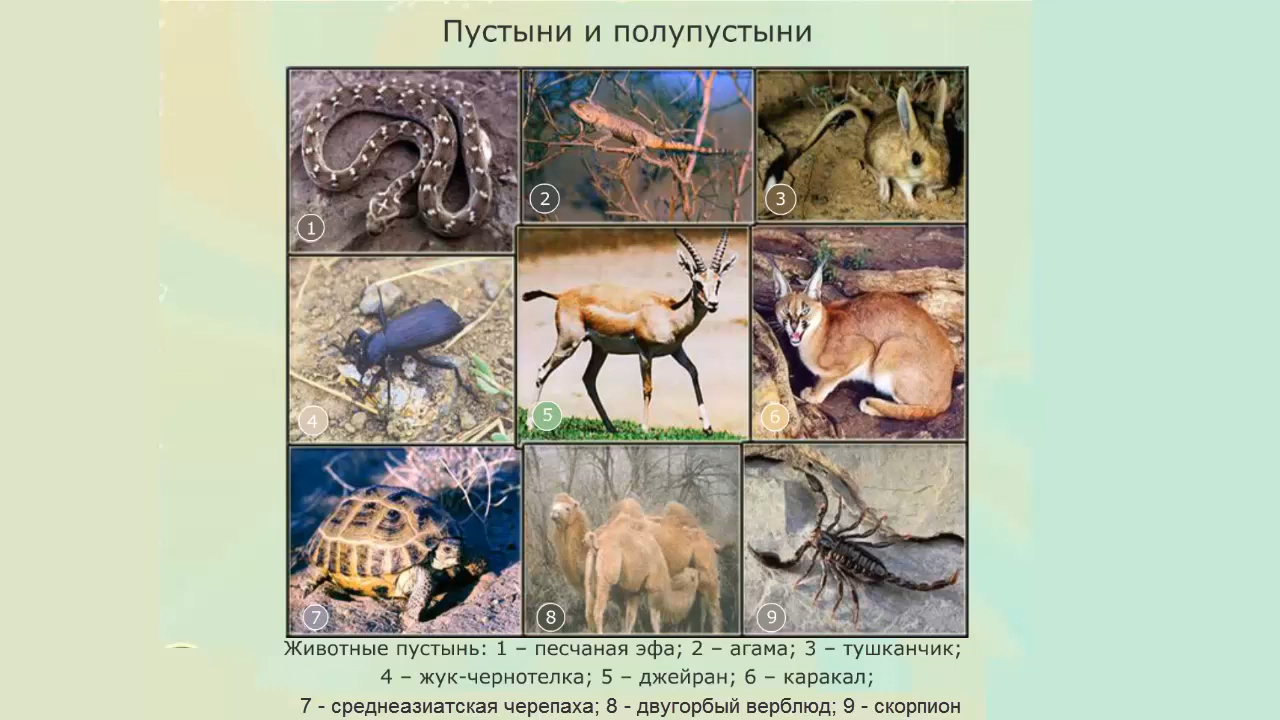 Пустыни и полупустыни
1
2
3
4
5
6
7
8
9
Животные пустынь: 1 – песчаная эфа; 2 – агама; 3 – тушканчик;
4 – жук-чернотелка; 5 – джейран; 6 – каракал;
7 - среднеазиатская черепаха; 8 - двугорбый верблюд; 9 - скорпион